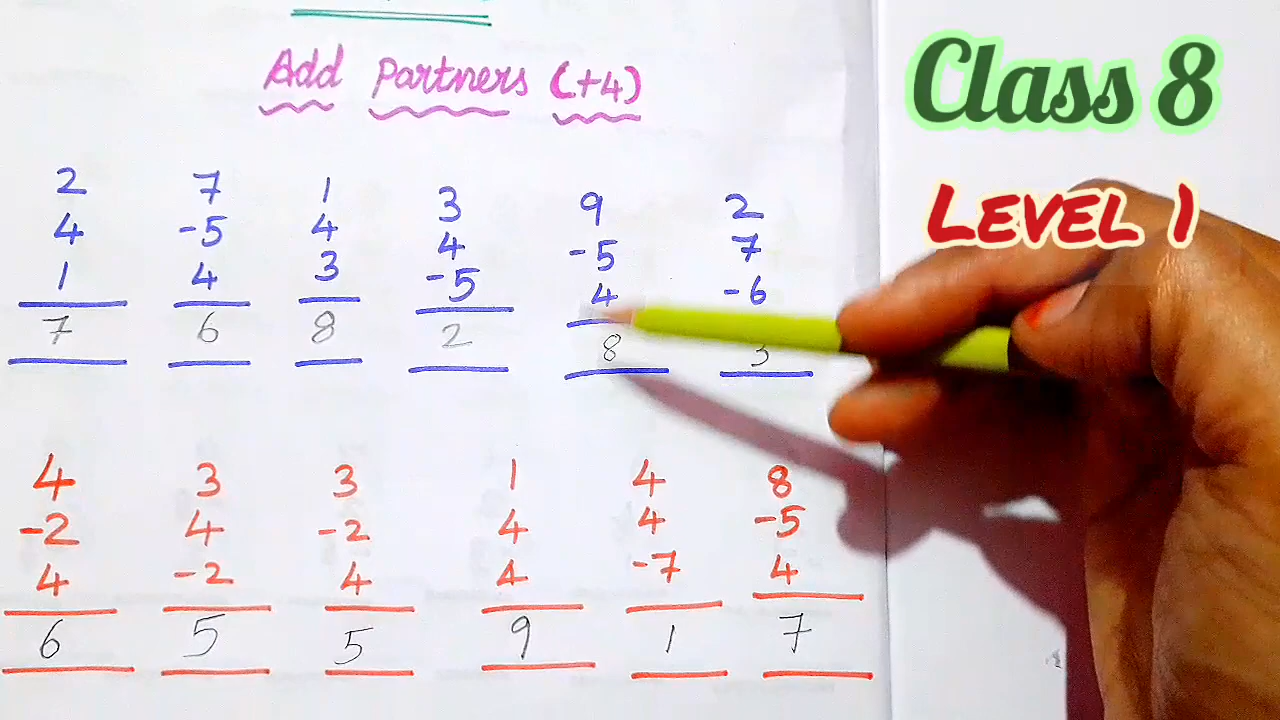 Class 8
Level 1
Add Partners (+4)
2 7 1 3 9 2
4 -5 4 4 -5 7
1 4 3 -5 4 -6
7 6 8 2 8 3
4 3 3 1 4 8
-2 4 -2 4 4 -5
4 -2 4 4 -7 4
6 5 5 9 1 7